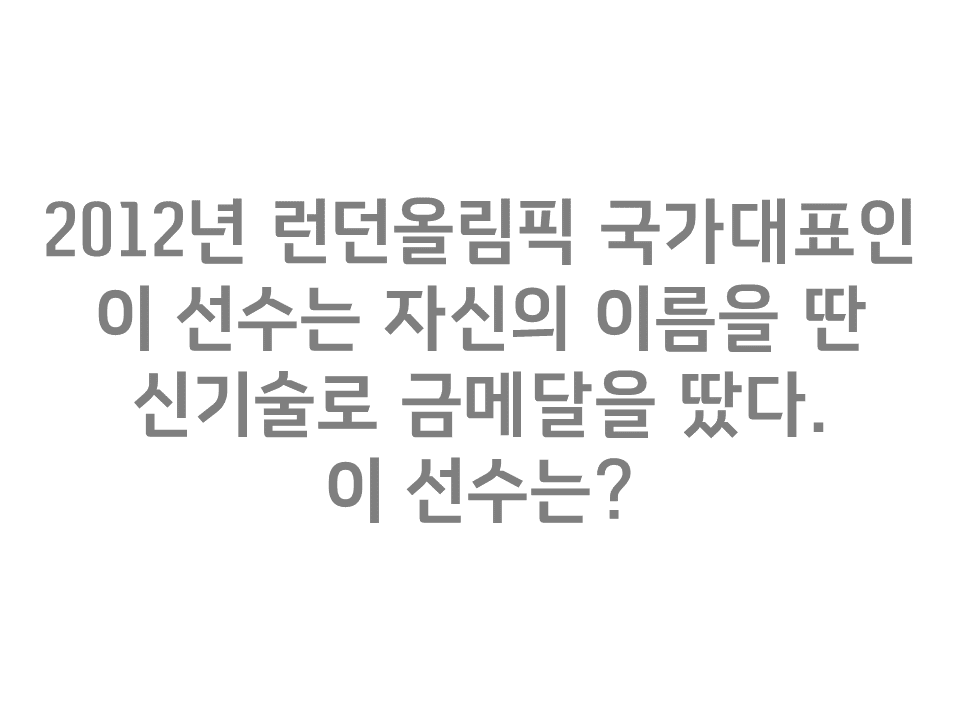 2012년 런던올림픽 국가대표인
이 선수는 자신의 이름을 딴
신기술로 금메달을 땄다.
이 선수는?